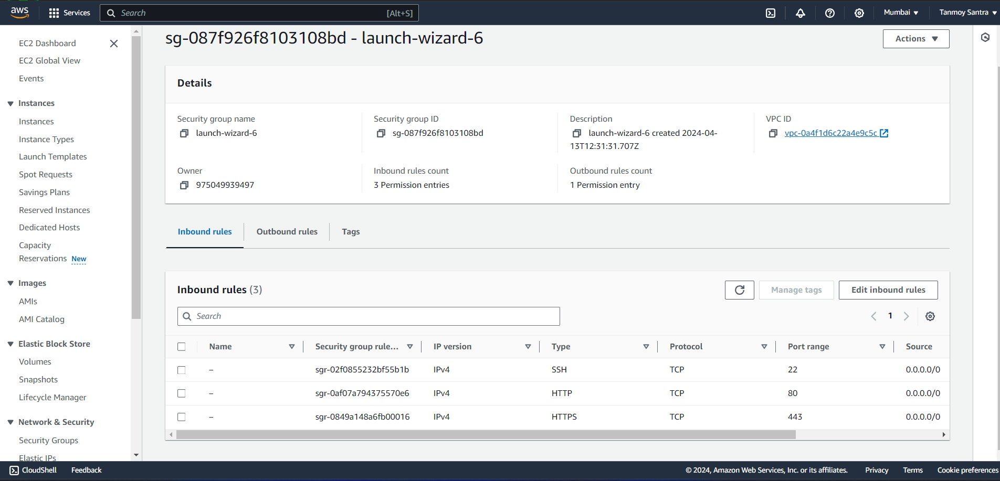 aws
Services
Search
[Alt+S]
Mumbai
Tanmoy Santra
EC2 Dashboard
EC2 Global View
Events
Instances
Instances
Instance Types
Launch Templates
Spot Requests
Savings Plans
Reserved Instances
Dedicated Hosts
Capacity
Reservations New
Images
AMIs
AMI Catalog
Elastic Block Store
Volumes
Snapshots
Lifecycle Manager
Network & Security
Security Groups
Elastic IPs
sg-087f926f8103108bd - launch-wizard-6
Actions
Details
Security group name
launch-wizard-6
Security group ID
sg-087f926f8103108bd
Description
launch-wizard-6 created 2024-04-
13T12:31:31.707Z
VPC ID
vpc-0a4f1d6c22a4e9c5c
Owner
975049939497
Inbound rules count
3 Permission entries
Outbound rules count
1 Permission entry
Inbound rules
Outbound rules
Tags
Inbound rules (3)
Manage tags
Edit inbound rules
Search
1
Name Security group rule... IP version Type Protocol Port range Source
– sgr-02f0855232bf55b1b IPv4 SSH TCP 22 0.0.0.0/0
– sgr-0af07a794375570e6 IPv4 HTTP TCP 80 0.0.0.0/0
– sgr-0849a148a6fb00016 IPv4 HTTPS TCP 443 0.0.0.0/0
CloudShell
Feedback
© 2024, Amazon Web Services, Inc. or its affiliates.
Privacy
Terms
Cookie preferences